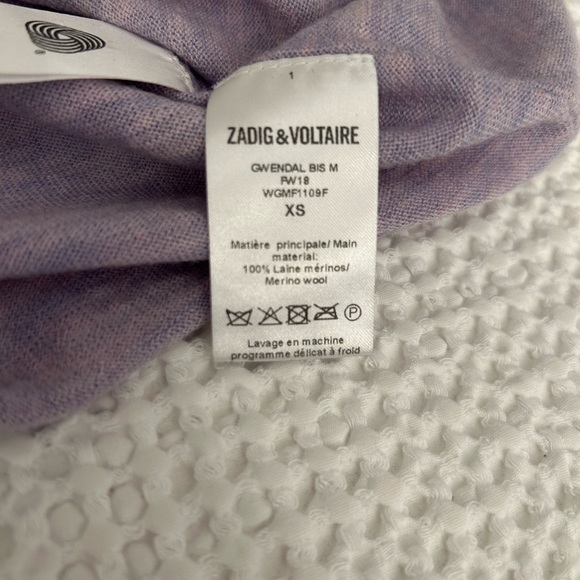 1
ZADIG & VOLTAIRE
GWENDAL BIS M
FW18
WGMF1109F
XS
Matière principale/ Main
material:
100% Laine mérinos/
Merino wool
P
Lavage en machine
programme délicat à froid